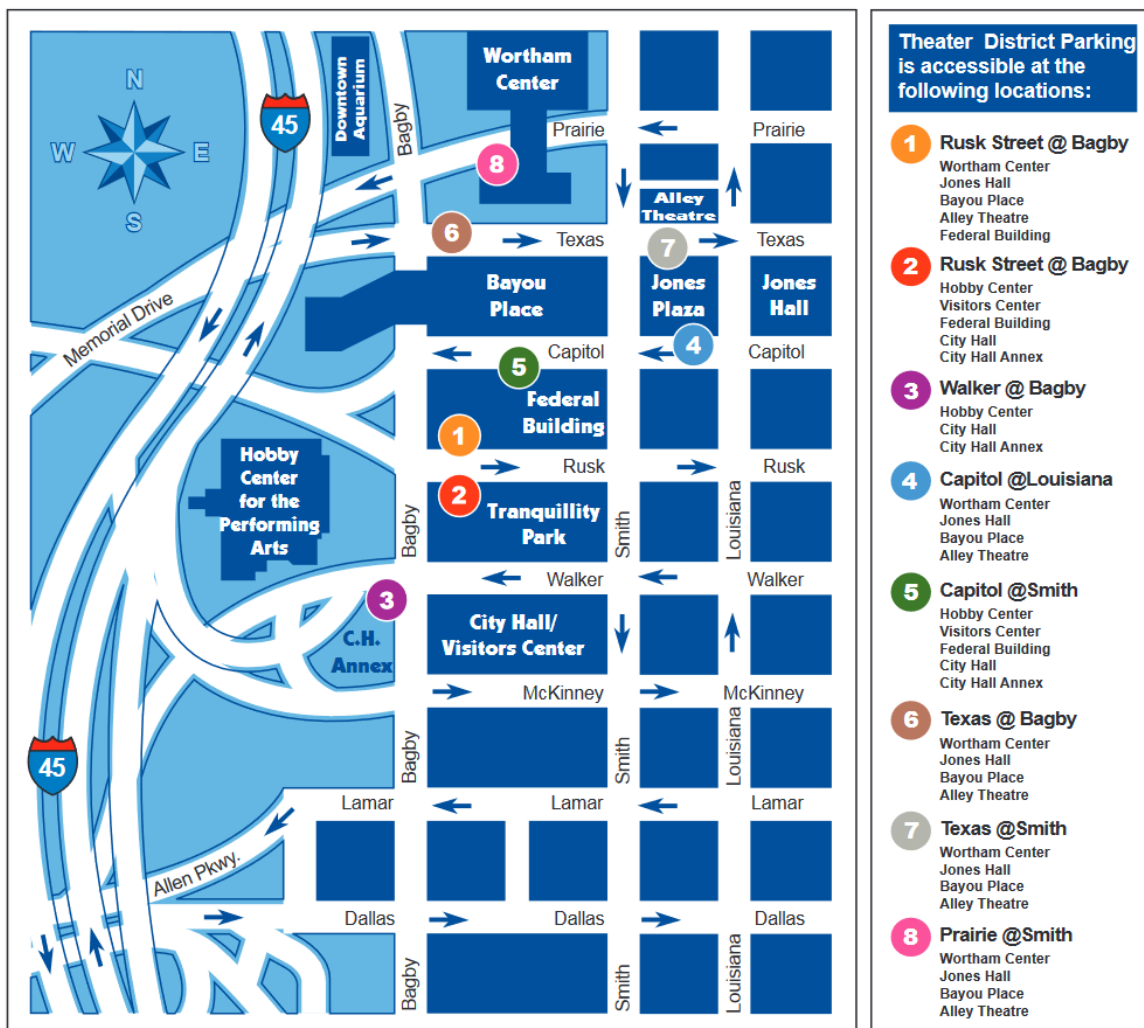 N
W
E
S
45
Downtown
Aquarium
Bagby
Wortham
Center
Prairie
Prairie
8
Alley
Theatre
6
Texas
7
Texas
Memorial Drive
Bayou
Place
Jones
Plaza
Jones
Hall
Capitol
4
Capitol
5
Federal
Building
1
Rusk
Rusk
Hobby
Center
for the
Performing
Arts
2
Tranquillity
Park
Bagby
Smith
Louisiana
Walker
Walker
3
C.H.
Annex
City Hall/
Visitors Center
McKinney
McKinney
45
Bagby
Smith
Louisiana
Lamar
Lamar
Lamar
Allen Pkwy.
Dallas
Dallas
Dallas
Bagby
Smith
Louisiana
Theater District Parking
is accessible at the
following locations:
1 Rusk Street @ Bagby
Wortham Center
Jones Hall
Bayou Place
Alley Theatre
Federal Building
2 Rusk Street @ Bagby
Hobby Center
Visitors Center
Federal Building
City Hall
City Hall Annex
3 Walker @ Bagby
Hobby Center
City Hall
City Hall Annex
4 Capitol @Louisiana
Wortham Center
Jones Hall
Bayou Place
Alley Theatre
5 Capitol @Smith
Hobby Center
Visitors Center
Federal Building
City Hall
City Hall Annex
6 Texas @ Bagby
Wortham Center
Jones Hall
Bayou Place
Alley Theatre
7 Texas @Smith
Wortham Center
Jones Hall
Bayou Place
Alley Theatre
8 Prairie @Smith
Wortham Center
Jones Hall
Bayou Place
Alley Theatre